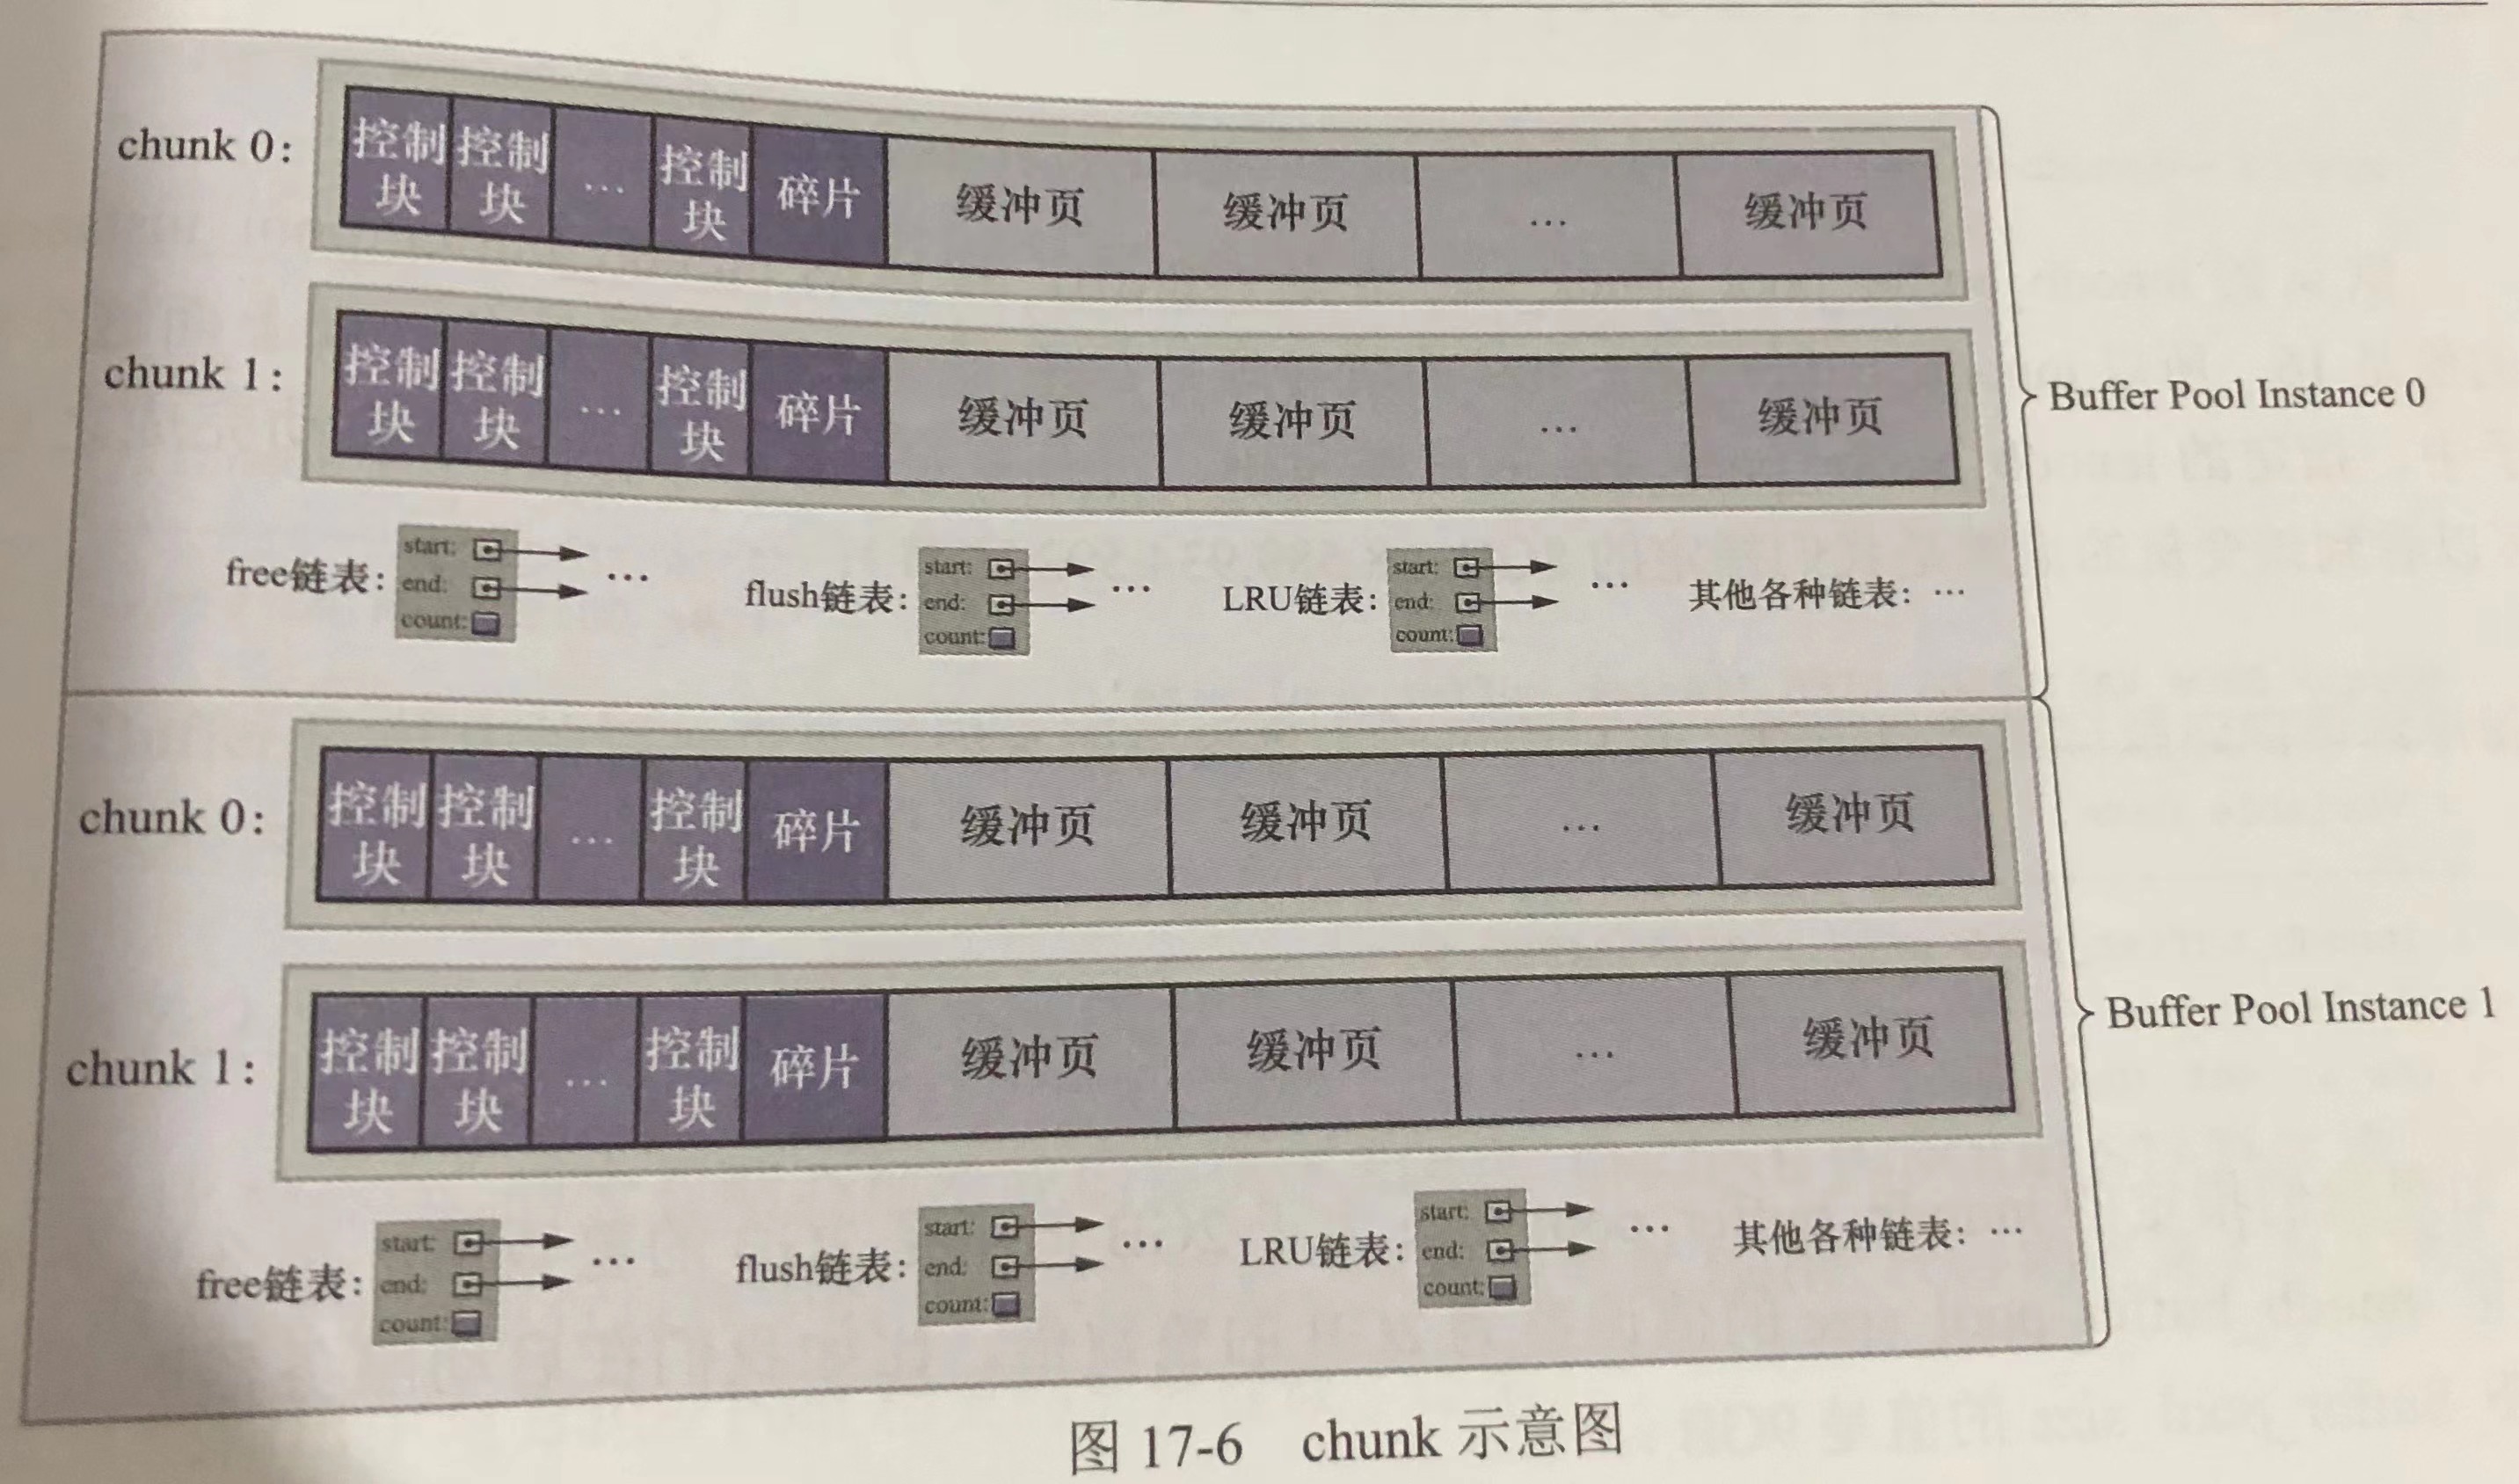 chunk 0: 控制块 控制块 … 控制块 碎片 缓冲页 缓冲页 … 缓冲页
chunk 1: 控制块 控制块 … 控制块 碎片 缓冲页 缓冲页 … 缓冲页
Buffer Pool Instance 0
free链表: start: end: count: …
flush链表: start: end: count: …
LRU链表: start: end: count: …
其他各种链表: …
chunk 0: 控制块 控制块 … 控制块 碎片 缓冲页 缓冲页 … 缓冲页
chunk 1: 控制块 控制块 … 控制块 碎片 缓冲页 缓冲页 … 缓冲页
Buffer Pool Instance 1
free链表: start: end: count: …
flush链表: start: end: count: …
LRU链表: start: end: count: …
其他各种链表: …
图 17-6 chunk 示意图